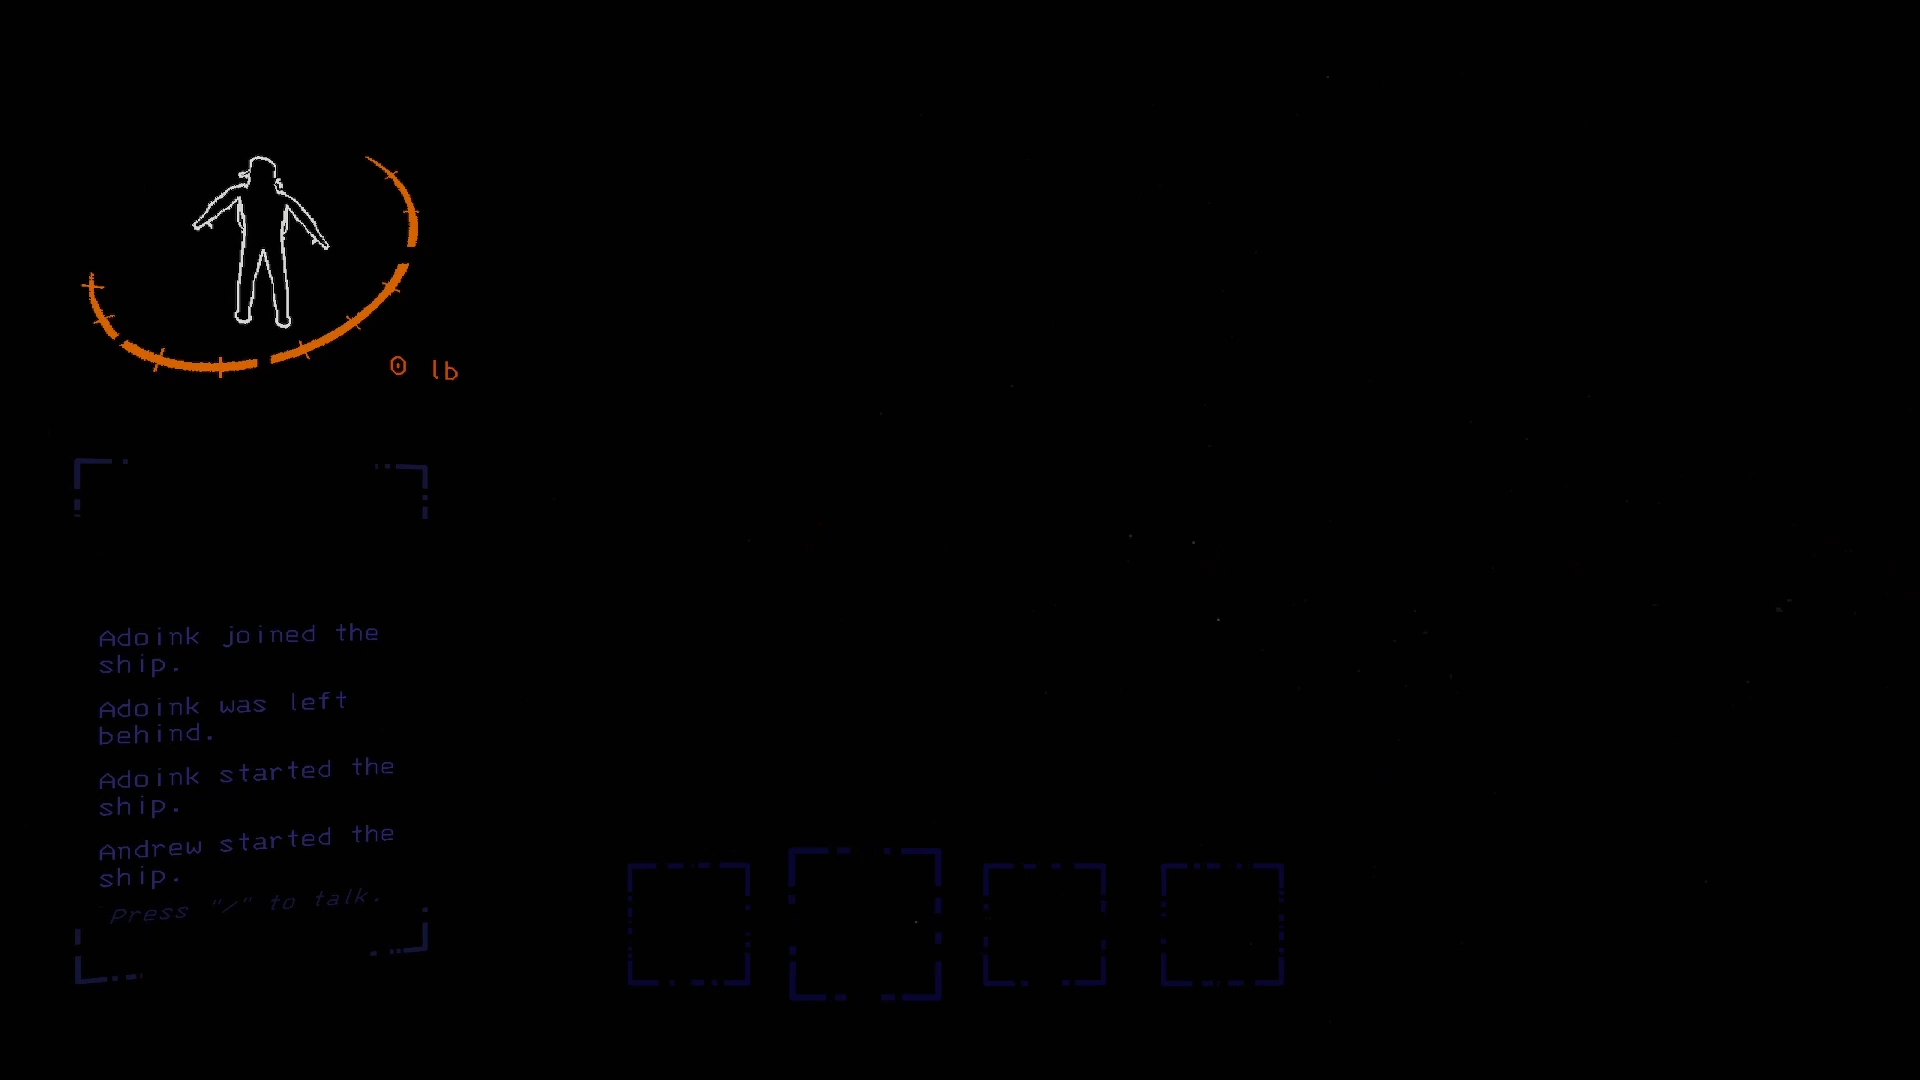 0 lb
Adoink joined the
ship.
Adoink was left
behind.
Adoink started the
ship.
Andrew started the
ship.
Press "/" to talk.